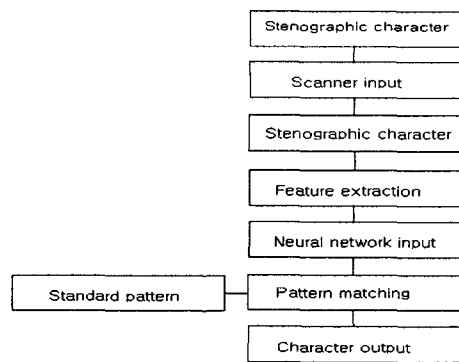 Stenographic character
Scanner input
Stenographic character
Feature extraction
Neural network input
Standard pattern
Pattern matching
Character output